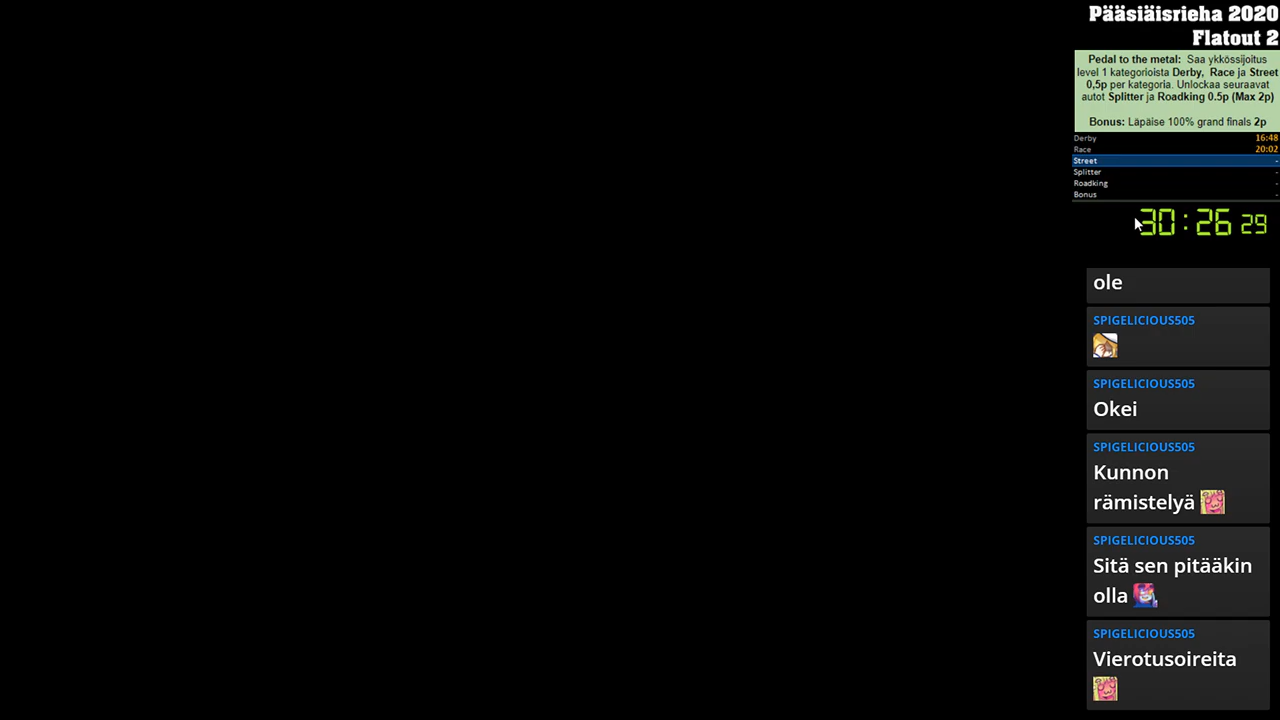 Pääsiäisrieha 2020
Flatout 2
Pedal to the metal: Saa ykkössijoitus
level 1 kategorioista Derby, Race ja Street
0,5p per kategoria. Unlockaa seuraavat
autot Splitter ja Roadking 0.5p (Max 2p)
Bonus: Läpäise 100% grand finals 2p
Derby 16:48
Race 20:02
Street -
Splitter -
Roadking -
Bonus -
30:26 29
ole
SPIGELICIOUS505
SPIGELICIOUS505
Okei
SPIGELICIOUS505
Kunnon
rämistelyä
SPIGELICIOUS505
Sitä sen pitääkin
olla
SPIGELICIOUS505
Vierotusoireita